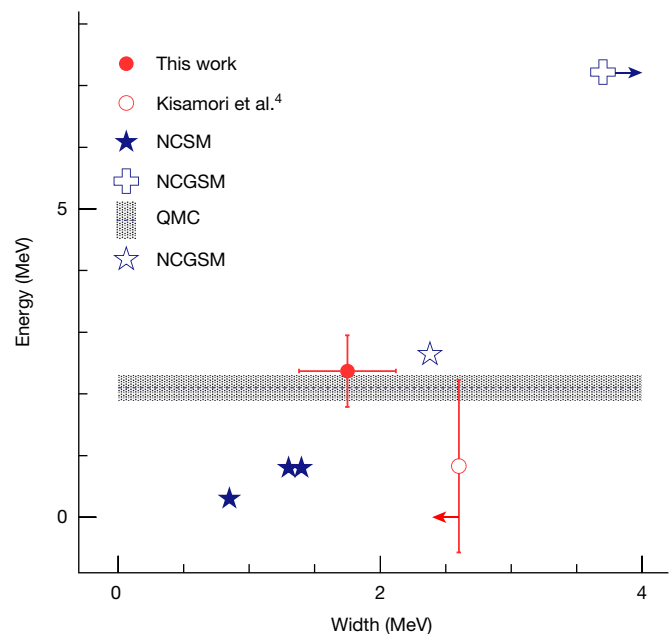 This work
Kisamori et al.⁴
NCSM
NCGSM
QMC
NCGSM
5
0
Energy (MeV)
0 2 4
Width (MeV)